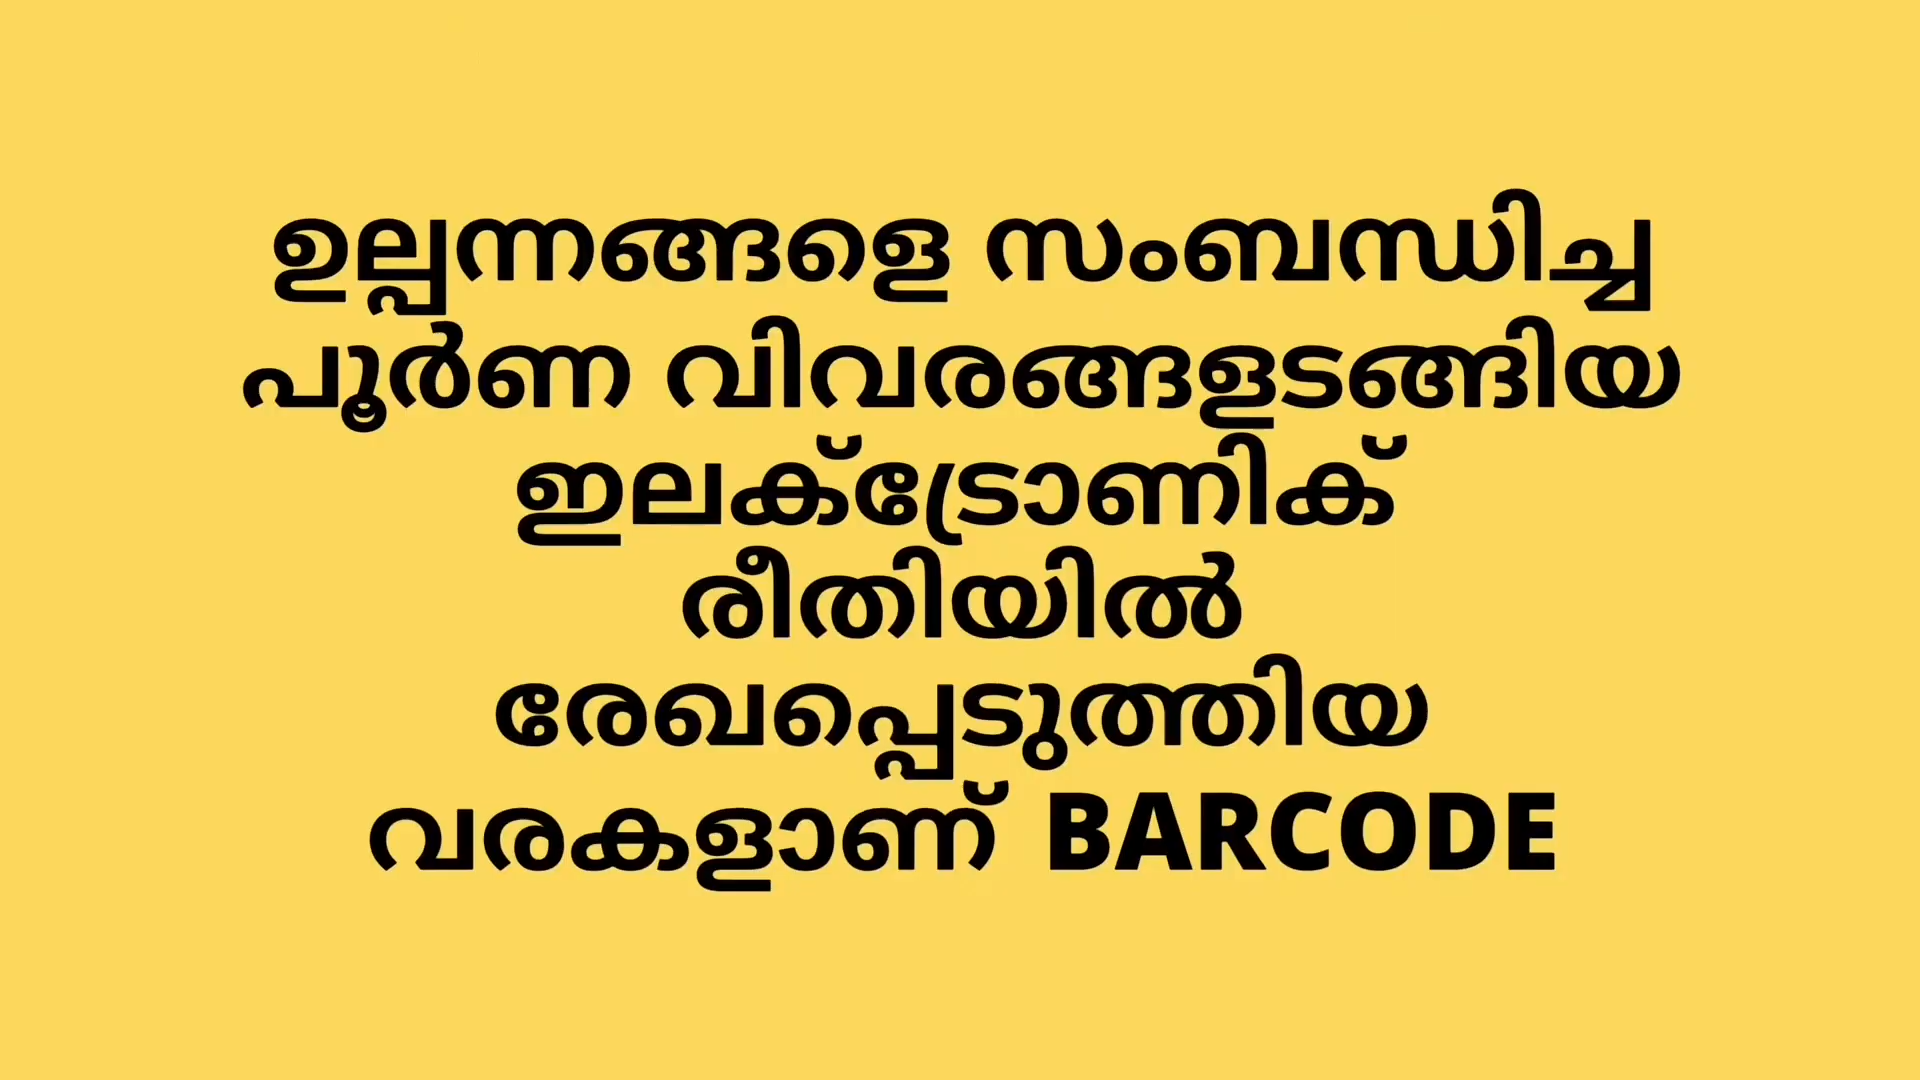 ഉല്പന്നങ്ങളെ സംബന്ധിച്ച
പൂർണ വിവരങ്ങളടങ്ങിയ
ഇലക്ട്രോണിക്
രീതിയിൽ
രേഖപ്പെടുത്തിയ
വരകളാണ് BARCODE